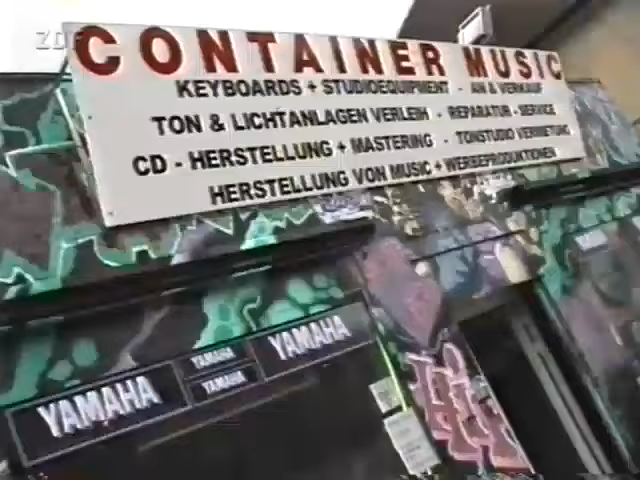 ZDF
CONTAINER MUSIC
KEYBOARDS + STUDIOEQUIPMENT - AN & VERKAUF
TON & LICHTANLAGEN VERLEIH - REPARATUR - SERVICE
CD - HERSTELLUNG + MASTERING - TONSTUDIO VERMIETUNG
HERSTELLUNG VON MUSIC + WERBEPRODUKTIONEN
YAMAHA
YAMAHA
YAMAHA
YAMAHA